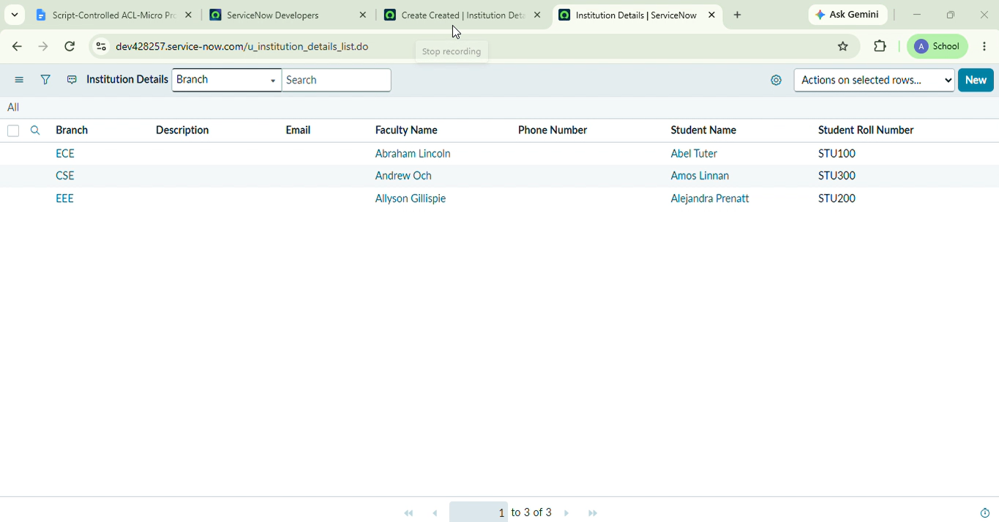 Script-Controlled ACL-Micro Pr
ServiceNow Developers
Create Created | Institution Deta
Institution Details | ServiceNow
Ask Gemini
dev428257.service-now.com/u_institution_details_list.do
Stop recording
A School
Institution Details Branch Search Actions on selected rows... New
All
Branch Description Email Faculty Name Phone Number Student Name Student Roll Number
ECE Abraham Lincoln Abel Tuter STU100
CSE Andrew Och Amos Linnan STU300
EEE Allyson Gillispie Alejandra Prenatt STU200
1 to 3 of 3